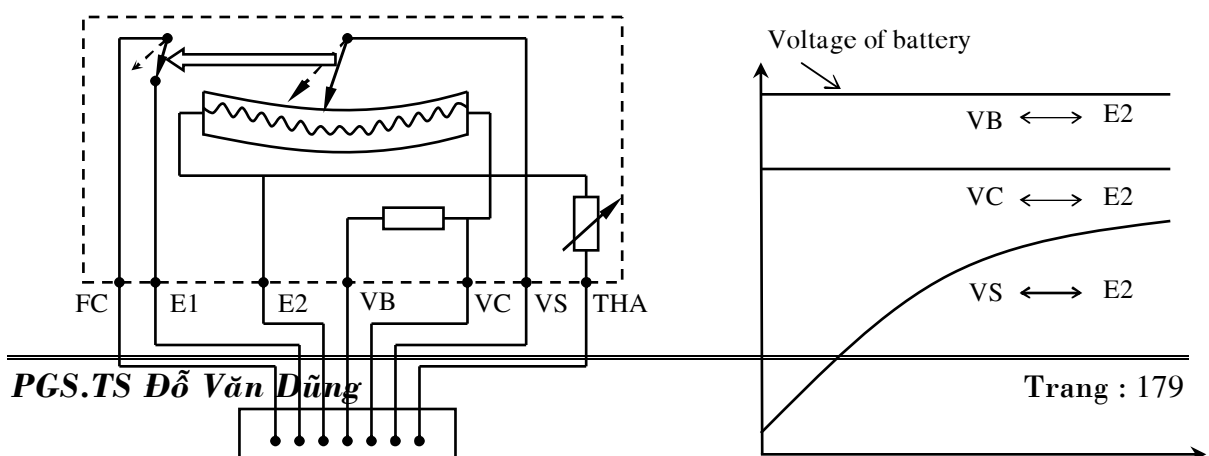 Voltage of battery
VB E2
VC E2
VS E2
FC E1 E2 VB VC VS THA
PGS.TS Đỗ Văn Dũng Trang : 179